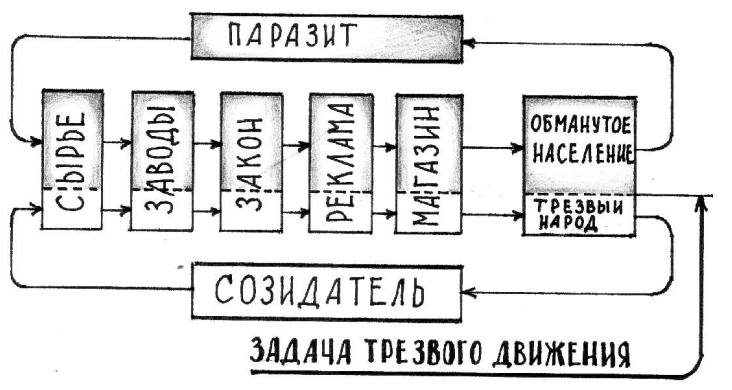 ПАРАЗИТ
СЫРЬЕ
ЗАВОДЫ
ЗАКОН
РЕКЛАМА
МАГАЗИН
ОБМАНУТОЕ
НАСЕЛЕНИЕ
ТРЕЗВЫЙ
НАРОД
СОЗИДАТЕЛЬ
ЗАДАЧА ТРЕЗВОГО ДВИЖЕНИЯ